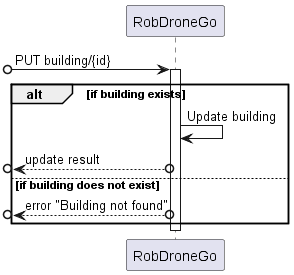 RobDroneGo
PUT building/{id}
alt [if building exists]
Update building
update result
[if building does not exist]
error "Building not found"
RobDroneGo